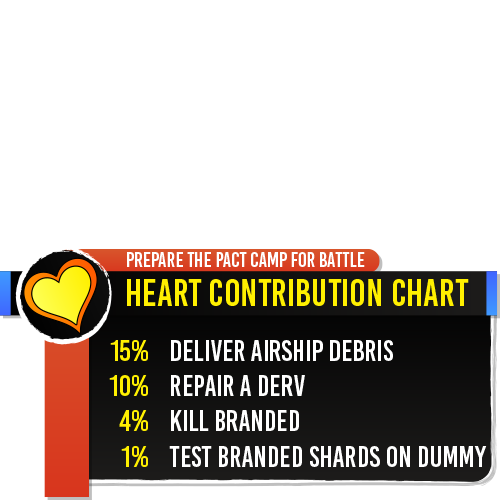 PREPARE THE PACT CAMP FOR BATTLE
HEART CONTRIBUTION CHART
15% DELIVER AIRSHIP DEBRIS
10% REPAIR A DERV
4% KILL BRANDED
1% TEST BRANDED SHARDS ON DUMMY